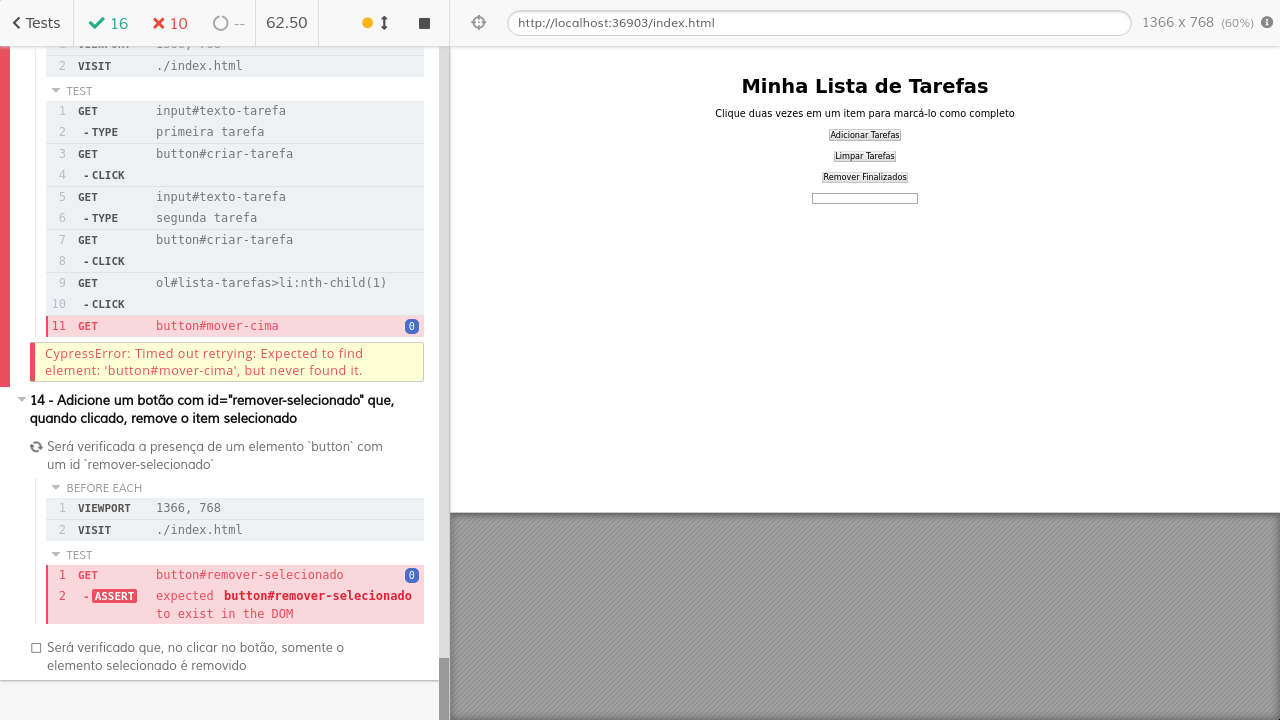 Tests 16 10 -- 62.50
http://localhost:36903/index.html 1366 x 768 (60%)
1 VIEWPORT 1366, 768
2 VISIT ./index.html
TEST
1 GET input#texto-tarefa
2 -TYPE primeira tarefa
3 GET button#criar-tarefa
4 -CLICK
5 GET input#texto-tarefa
6 -TYPE segunda tarefa
7 GET button#criar-tarefa
8 -CLICK
9 GET ol#lista-tarefas>li:nth-child(1)
10 -CLICK
11 GET button#mover-cima 0
CypressError: Timed out retrying: Expected to find
element: 'button#mover-cima', but never found it.
14 - Adicione um botão com id="remover-selecionado" que,
quando clicado, remove o item selecionado
Será verificada a presença de um elemento `button` com
um id `remover-selecionado`
BEFORE EACH
1 VIEWPORT 1366, 768
2 VISIT ./index.html
TEST
1 GET button#remover-selecionado 0
2 -ASSERT expected button#remover-selecionado
to exist in the DOM
Será verificado que, no clicar no botão, somente o
elemento selecionado é removido
Minha Lista de Tarefas
Clique duas vezes em um item para marcá-lo como completo
Adicionar Tarefas
Limpar Tarefas
Remover Finalizados